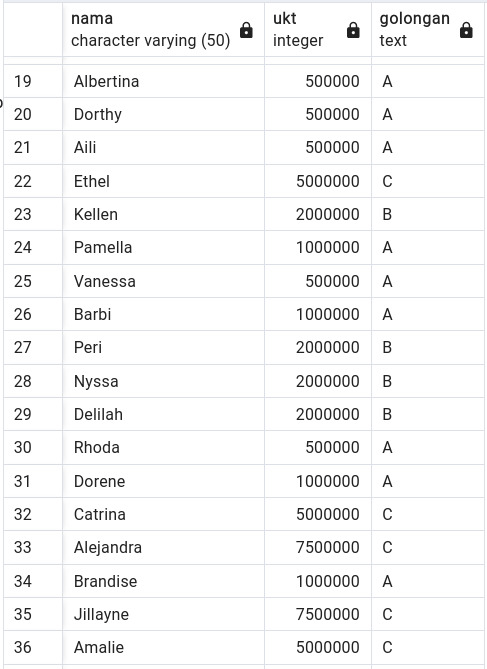 nama ukt golongan
character varying (50) integer text
19 Albertina 500000 A
20 Dorthy 500000 A
21 Aili 500000 A
22 Ethel 5000000 C
23 Kellen 2000000 B
24 Pamella 1000000 A
25 Vanessa 500000 A
26 Barbi 1000000 A
27 Peri 2000000 B
28 Nyssa 2000000 B
29 Delilah 2000000 B
30 Rhoda 500000 A
31 Dorene 1000000 A
32 Catrina 5000000 C
33 Alejandra 7500000 C
34 Brandise 1000000 A
35 Jillayne 7500000 C
36 Amalie 5000000 C